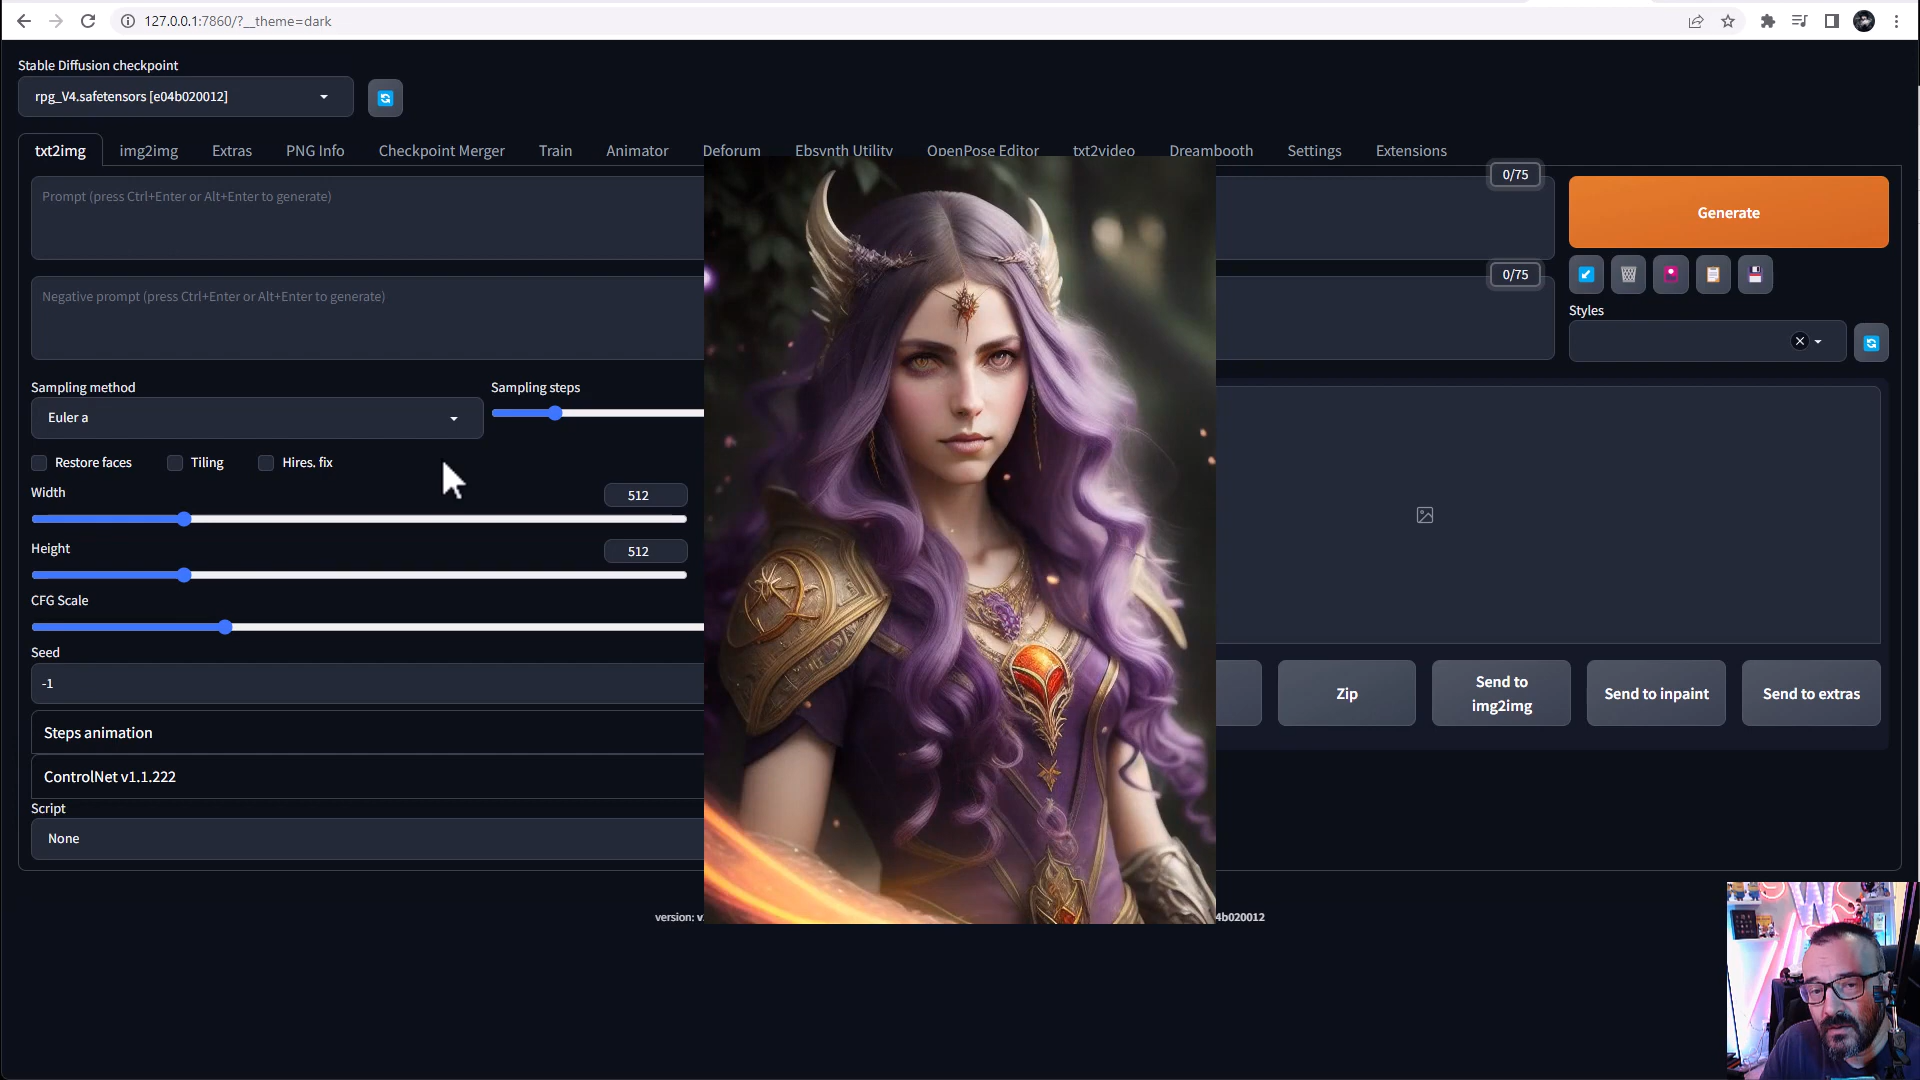 127.0.0.1:7860/?__theme=dark
Stable Diffusion checkpoint
rpg_V4.safetensors [e04b020012]
txt2img img2img Extras PNG Info Checkpoint Merger Train Animator Deforum Ebsynth Utility OpenPose Editor txt2video Dreambooth Settings Extensions
Prompt (press Ctrl+Enter or Alt+Enter to generate)
0/75
Generate
Negative prompt (press Ctrl+Enter or Alt+Enter to generate)
0/75
Styles
Sampling method
Sampling steps
Euler a
Restore faces
Tiling
Hires. fix
Width
512
Height
512
CFG Scale
Seed
-1
Zip
Send to
img2img
Send to inpaint
Send to extras
Steps animation
ControlNet v1.1.222
Script
None
version: 4b020012